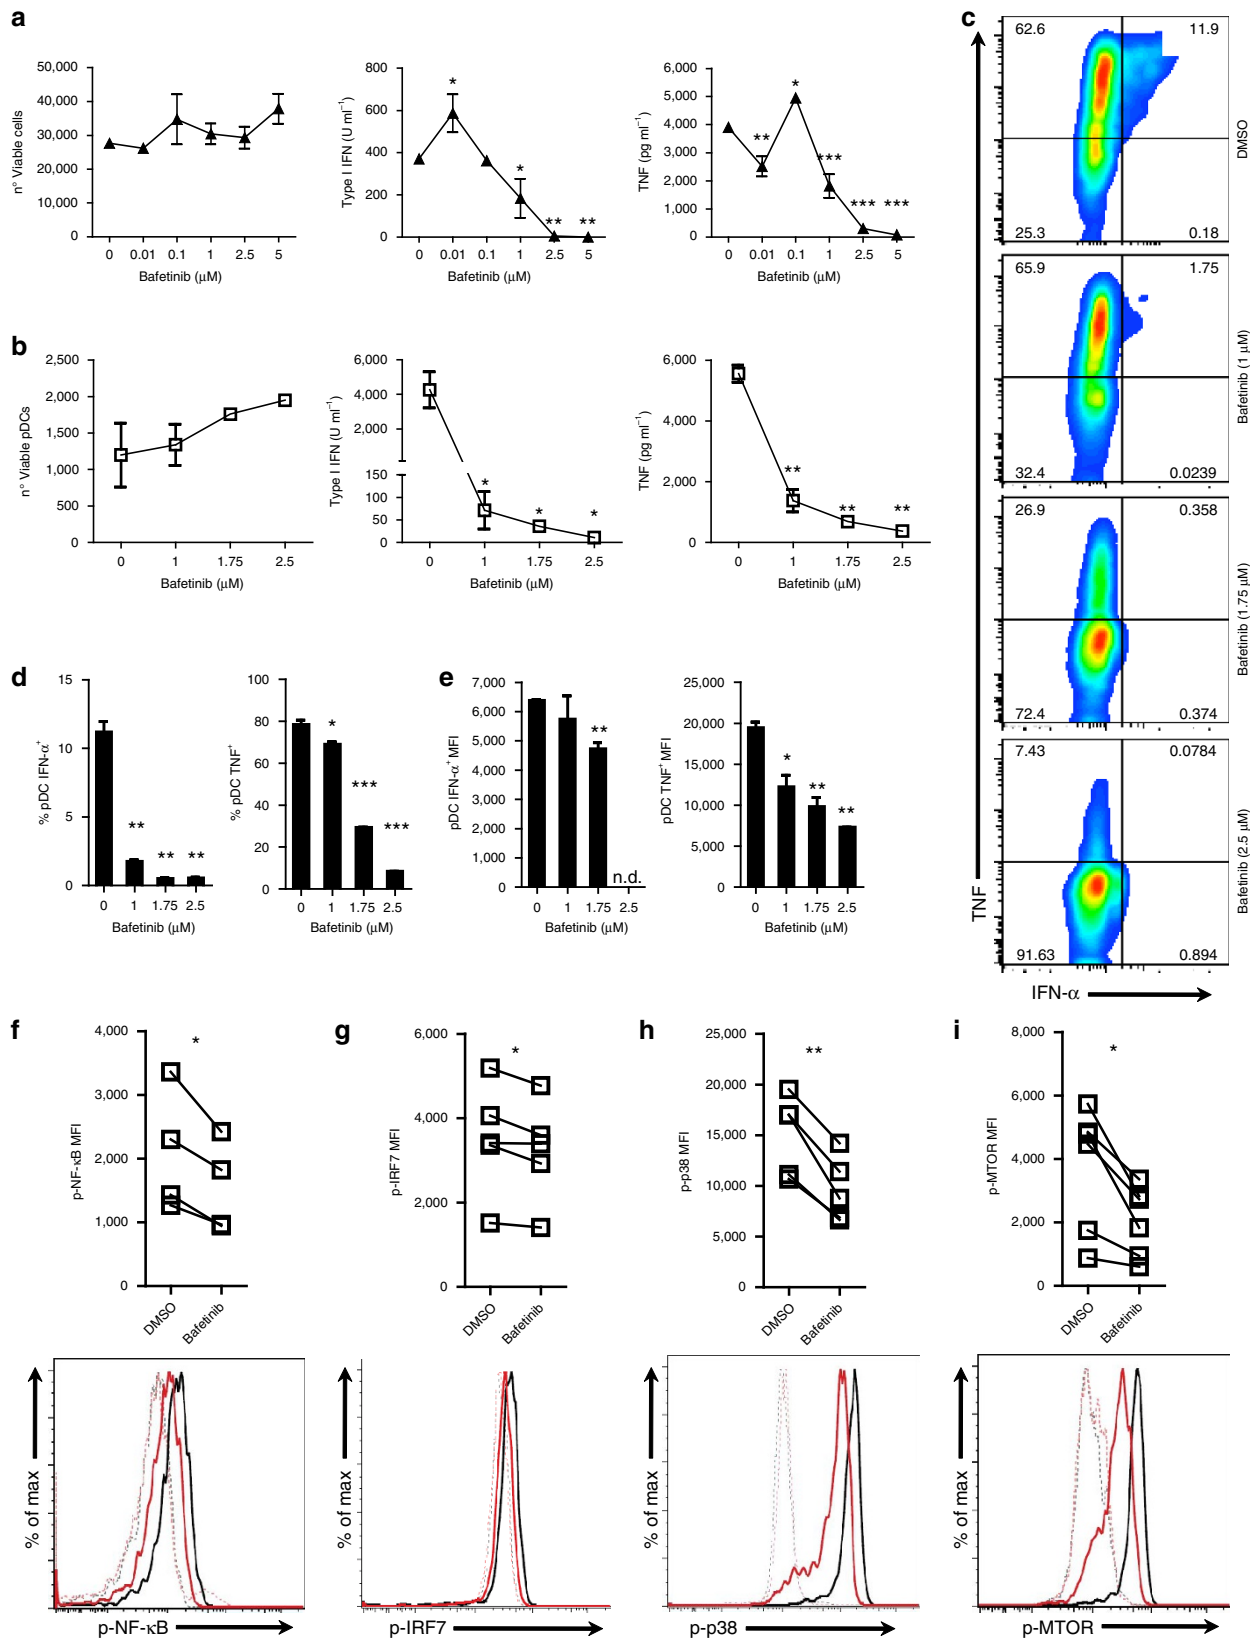 a
50,000
40,000
30,000
20,000
10,000
0
n° Viable cells
0 0.01 0.1 1 2.5 5
Bafetinib (μM)
800
600
400
200
0
Type I IFN (U ml⁻¹)
*
*
** **
0 0.01 0.1 1 2.5 5
Bafetinib (μM)
6,000
5,000
4,000
3,000
2,000
1,000
0
TNF (pg ml⁻¹)
**
*
***
*** ***
0 0.01 0.1 1 2.5 5
Bafetinib (μM)
b
2,500
2,000
1,500
1,000
500
0
n° Viable pDCs
0 1 1.75 2.5
Bafetinib (μM)
6,000
4,000
2,000
150
100
50
0
Type I IFN (U ml⁻¹)
*
*
*
0 1 1.75 2.5
Bafetinib (μM)
6,000
4,000
2,000
0
TNF (pg ml⁻¹)
**
**
**
0 1 1.75 2.5
Bafetinib (μM)
c
62.6 11.9
25.3 0.18
DMSO
65.9 1.75
32.4 0.0239
Bafetinib (1 μM)
26.9 0.358
72.4 0.374
Bafetinib (1.75 μM)
7.43 0.0784
91.63 0.894
Bafetinib (2.5 μM)
TNF
IFN-α
d
15
10
5
0
% pDC IFN-α⁺
**
** **
0 1 1.75 2.5
Bafetinib (μM)
100
80
60
40
20
0
% pDC TNF⁺
*
***
***
0 1 1.75 2.5
Bafetinib (μM)
e
7,000
6,000
5,000
4,000
3,000
2,000
1,000
0
pDC IFN-α⁺ MFI
**
n.d.
0 1 1.75 2.5
Bafetinib (μM)
25,000
20,000
15,000
10,000
5,000
0
pDC TNF⁺ MFI
*
**
**
0 1 1.75 2.5
Bafetinib (μM)
f
4,000
3,000
2,000
1,000
0
p-NF-κB MFI
*
DMSO
Bafetinib
% of max
p-NF-κB
g
6,000
4,000
2,000
0
p-IRF7 MFI
*
DMSO
Bafetinib
% of max
p-IRF7
h
25,000
20,000
15,000
10,000
5,000
0
p-p38 MFI
**
DMSO
Bafetinib
% of max
p-p38
i
8,000
6,000
4,000
2,000
0
p-MTOR MFI
*
DMSO
Bafetinib
% of max
p-MTOR